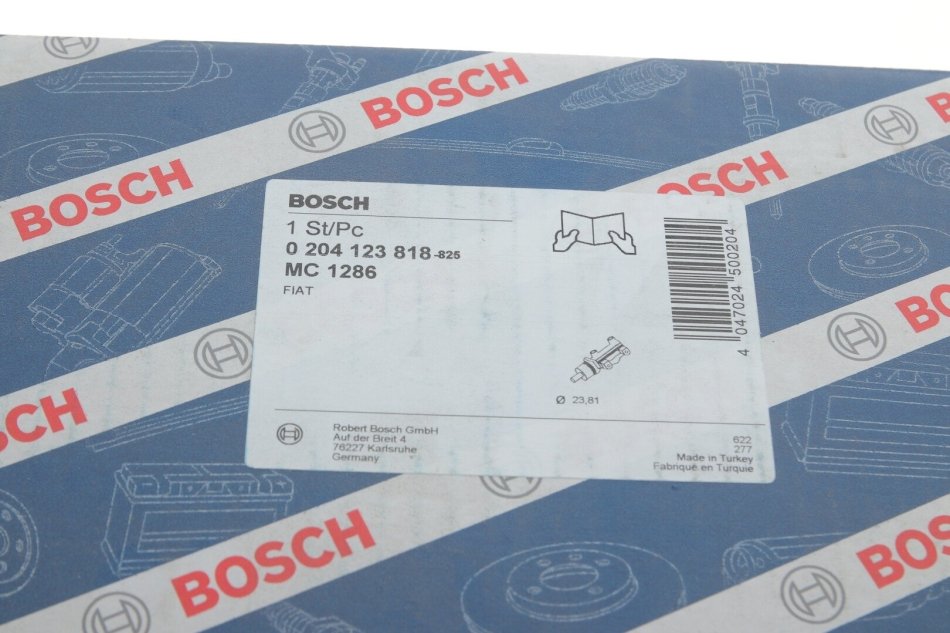 BOSCH
BOSCH
BOSCH
BOSCH
1 St/Pc
0 204 123 818-825
MC 1286
FIAT
4 047024 500204
Ø 23,81
Robert Bosch GmbH
Auf der Breit 4
76227 Karlsruhe
Germany
622
277
Made in Turkey
Fabriqué en Turquie
BOSCH
BOSCH